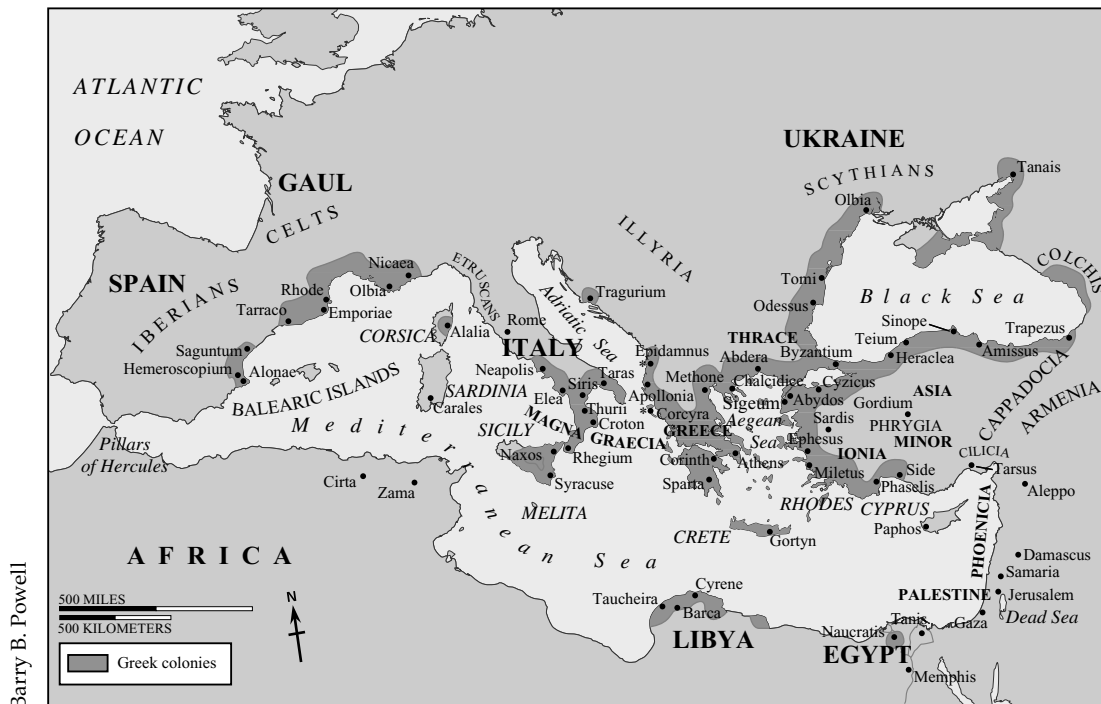 ATLANTIC
OCEAN
UKRAINE
SCYTHIANS
Tanais
GAUL
CELTS
Olbia
ILLYRIA
COLCHIS
SPAIN
IBERIANS
Nicaea
Olbia
Rhode
Emporiae
Tarraco
ETRUSCANS
Adriatic Sea
Tragurium
Tomi
Odessus
Black Sea
Sinope
Trapezus
CORSICA
Alalia
Rome
ITALY
THRACE
Teium
Amissus
Saguntum
Hemeroscopium
Alonae
BALEARIC ISLANDS
SARDINIA
Carales
Neapolis
Taras
Siris
Elea
Epidamnus
*
Abdera
Byzantium
Heraclea
Methone
Chalcidice
Cyzicus
ASIA
CAPPADOCIA
ARMENIA
Apollonia
Sigeum
Abydos
Gordium
Thurii
*
Corcyra
Aegean
Sea
Sardis
PHRYGIA
MINOR
MAGNA
GRAECIA
Croton
GREECE
Mediterranean Sea
SICILY
Ephesus
IONIA
CILICIA
Pillars
of Hercules
Naxos
Rhegium
Corinth
Athens
Miletus
Side
Tarsus
Cirta
Zama
Syracuse
Sparta
Phaselis
Aleppo
MELITA
RHODES
CYPRUS
Paphos
PHOENICIA
CRETE
Gortyn
AFRICA
Damascus
Samaria
Cyrene
Taucheira
Barca
PALESTINE
Jerusalem
Dead Sea
500 MILES
500 KILOMETERS
N
LIBYA
Tanis
Gaza
Naucratis
EGYPT
Memphis
Greek colonies
Barry B. Powell